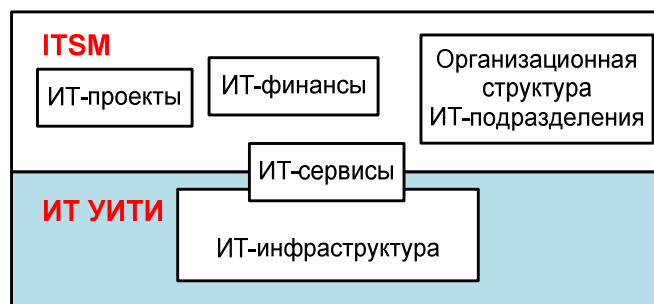 ITSM
ИТ-проекты
ИТ-финансы
Организационная
структура
ИТ-подразделения
ИТ-сервисы
ИТ УИТИ
ИТ-инфраструктура